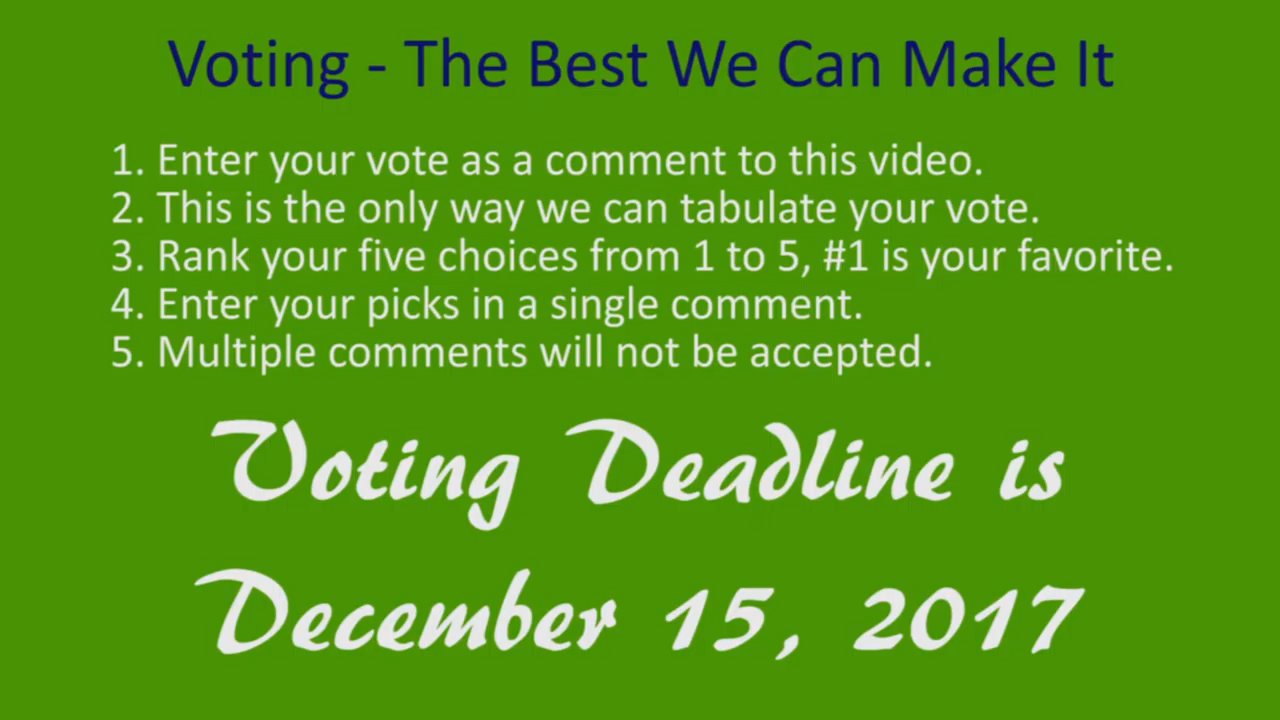 Voting - The Best We Can Make It
1. Enter your vote as a comment to this video.
2. This is the only way we can tabulate your vote.
3. Rank your five choices from 1 to 5, #1 is your favorite.
4. Enter your picks in a single comment.
5. Multiple comments will not be accepted.
Voting Deadline is
December 15, 2017